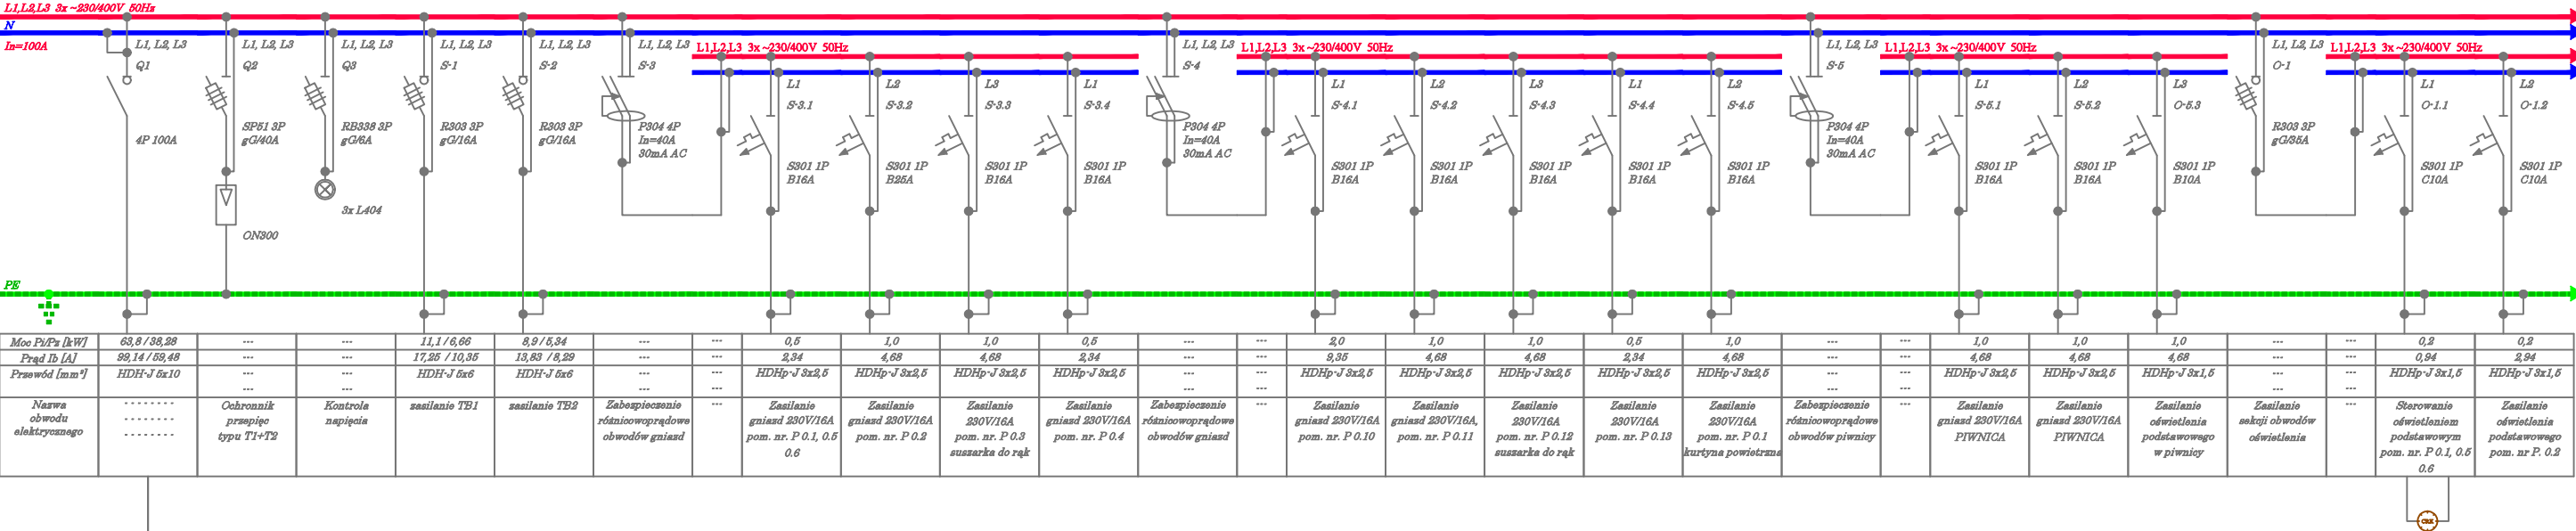 L1,L2,L3 3x ~230/400V 50Hz
N
In=100A
L1, L2, L3
Q1
4P 100A
L1, L2, L3
Q2
SP51 3P
gG/40A
ON300
L1, L2, L3
Q3
RB338 3P
gG/6A
3x L404
L1, L2, L3
S-1
R303 3P
gG/16A
L1, L2, L3
S-2
R303 3P
gG/16A
L1, L2, L3
S-3
P304 4P
In=40A
30mA AC
L1,L2,L3 3x ~230/400V 50Hz
L1
S-3.1
S301 1P
B16A
L2
S-3.2
S301 1P
B25A
L3
S-3.3
S301 1P
B16A
L1
S-3.4
S301 1P
B16A
L1, L2, L3
S-4
P304 4P
In=40A
30mA AC
L1,L2,L3 3x ~230/400V 50Hz
L1
S-4.1
S301 1P
B16A
L2
S-4.2
S301 1P
B16A
L3
S-4.3
S301 1P
B16A
L1
S-4.4
S301 1P
B16A
L2
S-4.5
S301 1P
B16A
L1, L2, L3
S-5
P304 4P
In=40A
30mA AC
L1,L2,L3 3x ~230/400V 50Hz
L1
S-5.1
S301 1P
B16A
L2
S-5.2
S301 1P
B16A
L3
O-5.3
S301 1P
B10A
L1, L2, L3
O-1
R303 3P
gG/35A
L1,L2,L3 3x ~230/400V 50Hz
L1
O-1.1
S301 1P
C10A
L2
O-1.2
S301 1P
C10A
PE
Moc Pi/Pz [kW] 63,8 / 38,28 --- --- 11,1 / 6,66 8,9 / 5,34 --- --- 0,5 1,0 1,0 0,5 --- --- 2,0 1,0 1,0 0,5 1,0 --- --- 1,0 1,0 1,0 --- --- 0,2 0,2
Prąd Ib [A] 99,14 / 59,48 --- --- 17,25 / 10,35 13,83 / 8,29 --- --- 2,34 4,68 4,68 2,34 --- --- 9,35 4,68 4,68 2,34 4,68 --- --- 4,68 4,68 4,68 --- --- 0,94 2,94
Przewód [mm²] HDH-J 5x10 --- --- HDH-J 5x6 HDH-J 5x6 --- --- HDHp-J 3x2,5 HDHp-J 3x2,5 HDHp-J 3x2,5 HDHp-J 3x2,5 --- --- HDHp-J 3x2,5 HDHp-J 3x2,5 HDHp-J 3x2,5 HDHp-J 3x2,5 HDHp-J 3x2,5 --- --- HDHp-J 3x2,5 HDHp-J 3x2,5 HDHp-J 3x1,5 --- --- HDHp-J 3x1,5 HDHp-J 3x1,5
--- --- --- --- --- --- --- --- --- ---
Nazwa
obwodu
elektrycznego
--------
--------
--------
Ochronnik
przepięc
typu T1+T2
Kontrola
napięcia
zasilanie TB1
zasilanie TB2
Zabezpieczenie
różnicowoprądowe
obwodów gniazd
---
Zasilanie
gniazd 230V/16A
pom. nr. P 0.1, 0.5
0.6
Zasilanie
gniazd 230V/16A
pom. nr. P 0.2
Zasilanie
230V/16A
pom. nr. P 0.3
suszarka do rąk
Zasilanie
gniazd 230V/16A
pom. nr. P 0.4
Zabezpieczenie
różnicowoprądowe
obwodów gniazd
---
Zasilanie
gniazd 230V/16A
pom. nr. P 0.10
Zasilanie
gniazd 230V/16A,
pom. nr. P 0.11
Zasilanie
230V/16A
pom. nr. P 0.12
suszarka do rąk
Zasilanie
230V/16A
pom. nr. P 0.13
Zasilanie
230V/16A
pom. nr. P 0.1
kurtyna powietrzna
Zabezpieczenie
różnicowoprądowe
obwodów piwnicy
---
Zasilanie
gniazd 230V/16A
PIWNICA
Zasilanie
gniazd 230V/16A
PIWNICA
Zasilanie
oświetlenia
podstawowego
w piwnicy
Zasilanie
sekcji obwodów
oświetlenia
---
Sterowanie
oświetleniem
podstawowym
pom. nr. P 0.1, 0.5
0.6
Zasilanie
oświetlenia
podstawowego
pom. nr P. 0.2